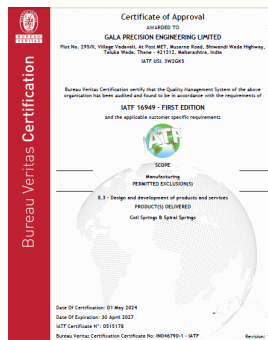 BUREAU
VERITAS
Bureau Veritas Certification
Certificate of Approval
AWARDED TO
GALA PRECISION ENGINEERING LIMITED
Plot No. 295/K, Village Vadavali, At Post MET, Musarne Road, Bhiwandi Wada Highway,
Taluka Wada, Thane - 421312, Maharashtra, India
IATF USI: 3W2GK5
Bureau Veritas Certification certify that the Quality Management System of the above
organisation has been audited and found to be in accordance with the requirements of
IATF 16949 - FIRST EDITION
and the applicable customer specific requirements
IATF
SCOPE
Manufacturing
PERMITTED EXCLUSION(S)
8.3 - Design and development of products and services
PRODUCT(S) DELIVERED
Coil Springs & Spiral Springs
Date Of Certification: 01 May 2024
Date Of Expiration: 30 April 2027
IATF Certificate N°: 0515178
Bureau Veritas Certification Certificate No: IND46790-1 - IATF
Revision: